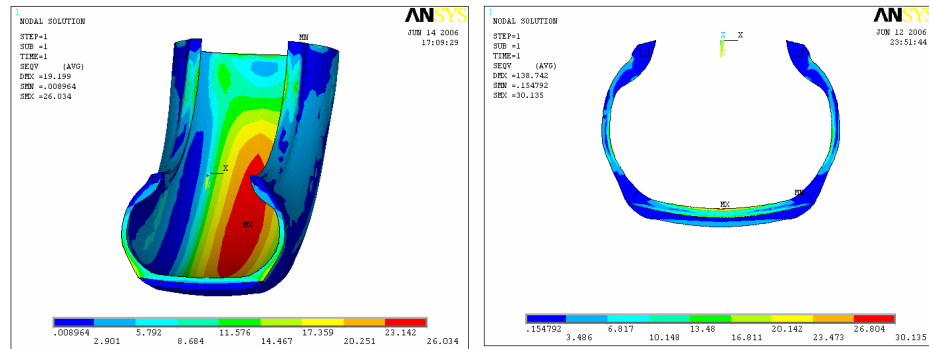 1
NODAL SOLUTION
STEP=1
SUB =1
TIME=1
SEQV (AVG)
DMX =19.199
SMN =.008964
SMX =26.034
ANSYS
JUN 14 2006
17:09:29
MN
X
MX
.008964 5.792 11.576 17.359 23.142
2.901 8.684 14.467 20.251 26.034
1
NODAL SOLUTION
STEP=1
SUB =1
TIME=1
SEQV (AVG)
DMX =138.742
SMN =.154792
SMX =30.135
ANSYS
JUN 12 2006
23:51:44
Z X
MN
MX
.154792 6.817 13.48 20.142 26.804
3.486 10.148 16.811 23.473 30.135